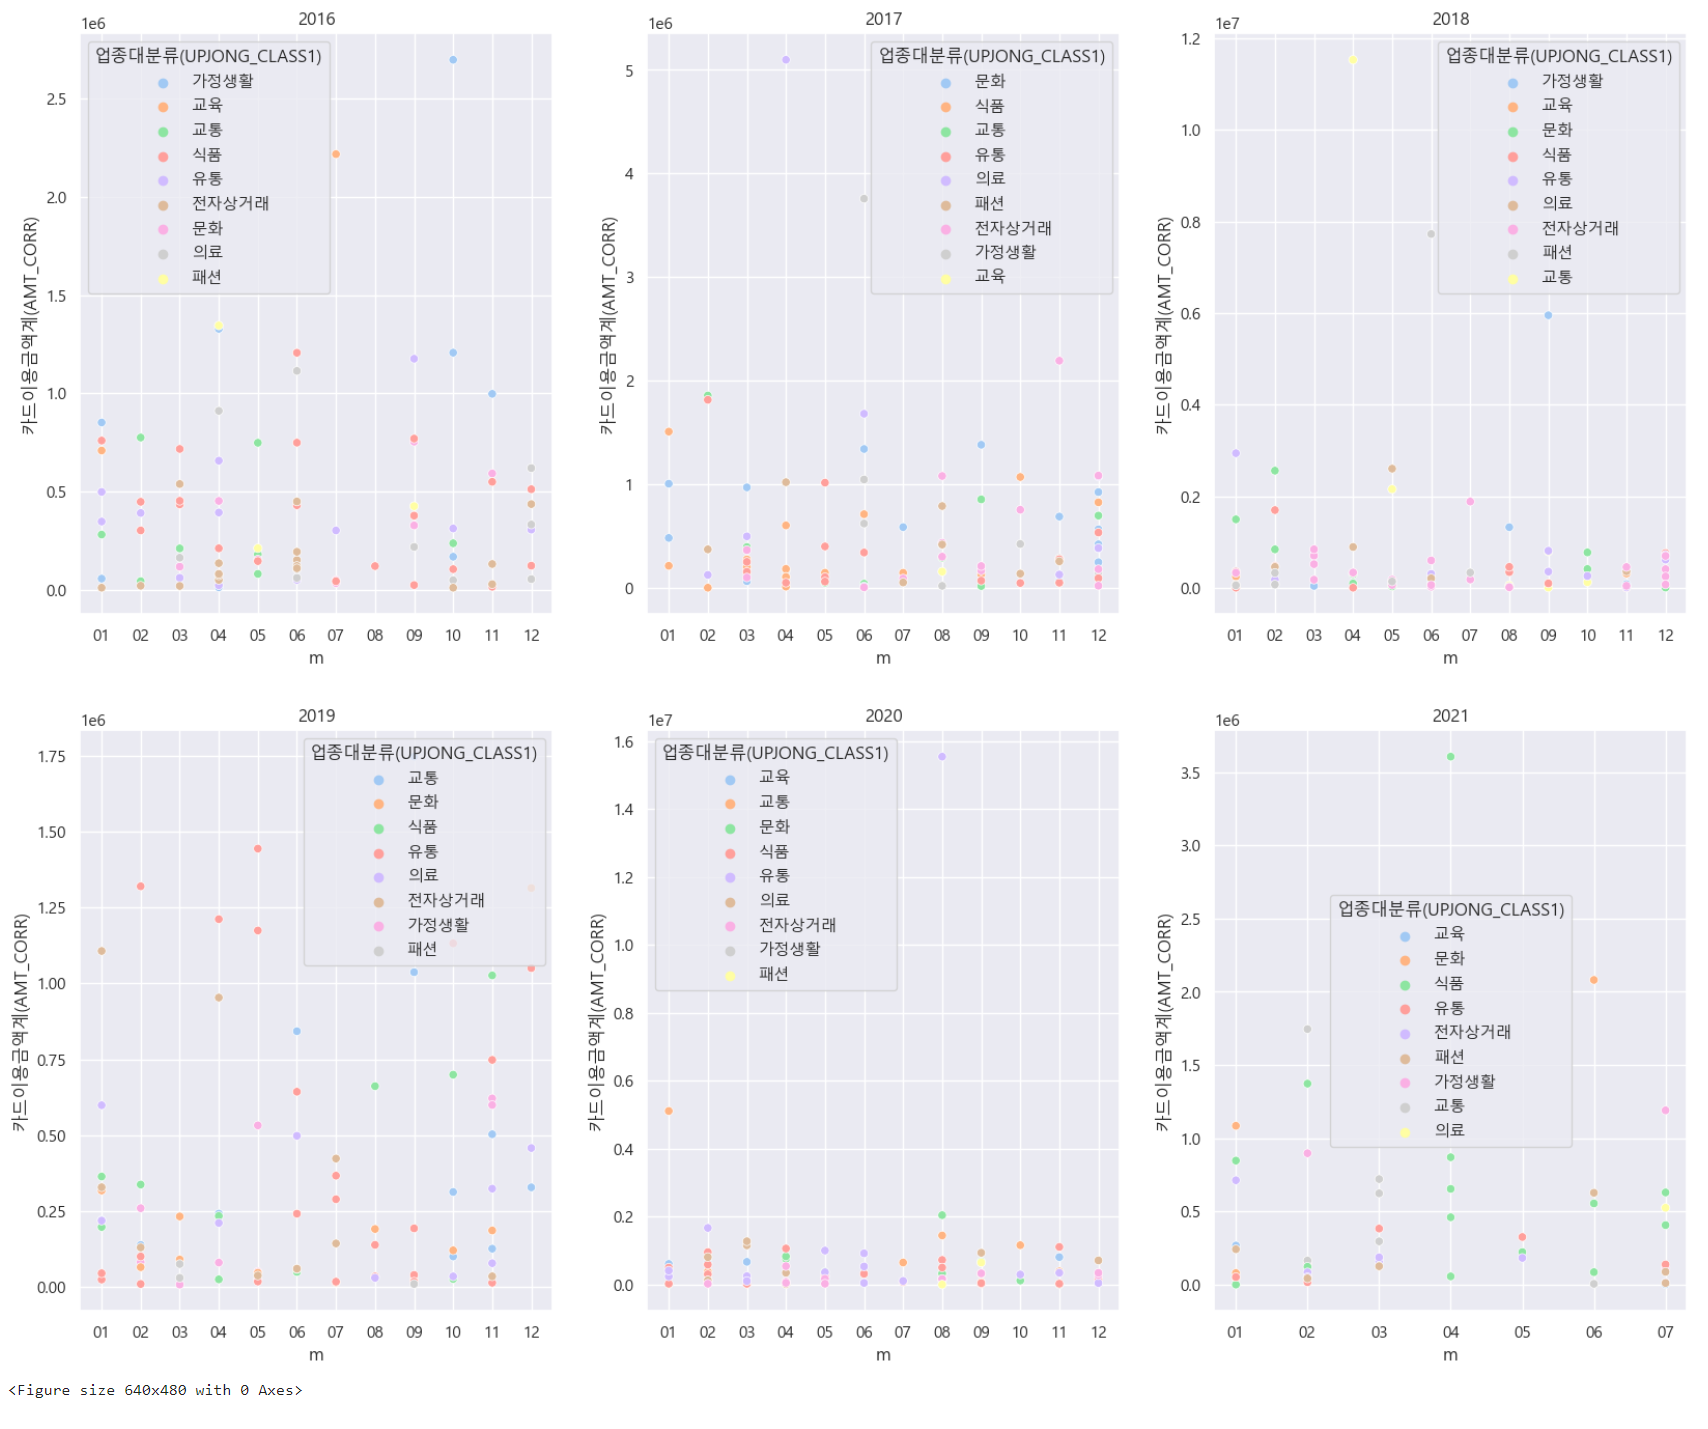 2016
1e6
카드이용금액계(AMT_CORR)
업종대분류(UPJONG_CLASS1)
가정생활
교육
교통
식품
유통
전자상거래
문화
의료
패션
2.5
2.0
1.5
1.0
0.5
0.0
01 02 03 04 05 06 07 08 09 10 11 12
m
2017
1e6
카드이용금액계(AMT_CORR)
업종대분류(UPJONG_CLASS1)
문화
식품
교통
유통
의료
패션
전자상거래
가정생활
교육
5
4
3
2
1
0
01 02 03 04 05 06 07 08 09 10 11 12
m
2018
1e7
카드이용금액계(AMT_CORR)
업종대분류(UPJONG_CLASS1)
가정생활
교육
문화
식품
유통
의료
전자상거래
패션
교통
1.2
1.0
0.8
0.6
0.4
0.2
0.0
01 02 03 04 05 06 07 08 09 10 11 12
m
2019
1e6
카드이용금액계(AMT_CORR)
업종대분류(UPJONG_CLASS1)
교통
문화
식품
유통
의료
전자상거래
가정생활
패션
1.75
1.50
1.25
1.00
0.75
0.50
0.25
0.00
01 02 03 04 05 06 07 08 09 10 11 12
m
2020
1e7
카드이용금액계(AMT_CORR)
업종대분류(UPJONG_CLASS1)
교육
교통
문화
식품
유통
의료
전자상거래
가정생활
패션
1.6
1.4
1.2
1.0
0.8
0.6
0.4
0.2
0.0
01 02 03 04 05 06 07 08 09 10 11 12
m
2021
1e6
카드이용금액계(AMT_CORR)
업종대분류(UPJONG_CLASS1)
교육
문화
식품
유통
전자상거래
패션
가정생활
교통
의료
3.5
3.0
2.5
2.0
1.5
1.0
0.5
0.0
01 02 03 04 05 06 07
m
<Figure size 640x480 with 0 Axes>